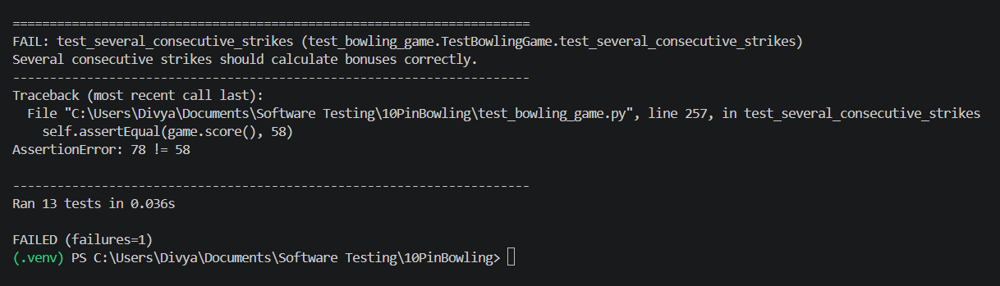 ======================================================================
FAIL: test_several_consecutive_strikes (test_bowling_game.TestBowlingGame.test_several_consecutive_strikes)
Several consecutive strikes should calculate bonuses correctly.
----------------------------------------------------------------------
Traceback (most recent call last):
  File "C:\Users\Divya\Documents\Software Testing\10PinBowling\test_bowling_game.py", line 257, in test_several_consecutive_strikes
    self.assertEqual(game.score(), 58)
AssertionError: 78 != 58
----------------------------------------------------------------------
Ran 13 tests in 0.036s
FAILED (failures=1)
(.venv) PS C:\Users\Divya\Documents\Software Testing\10PinBowling>